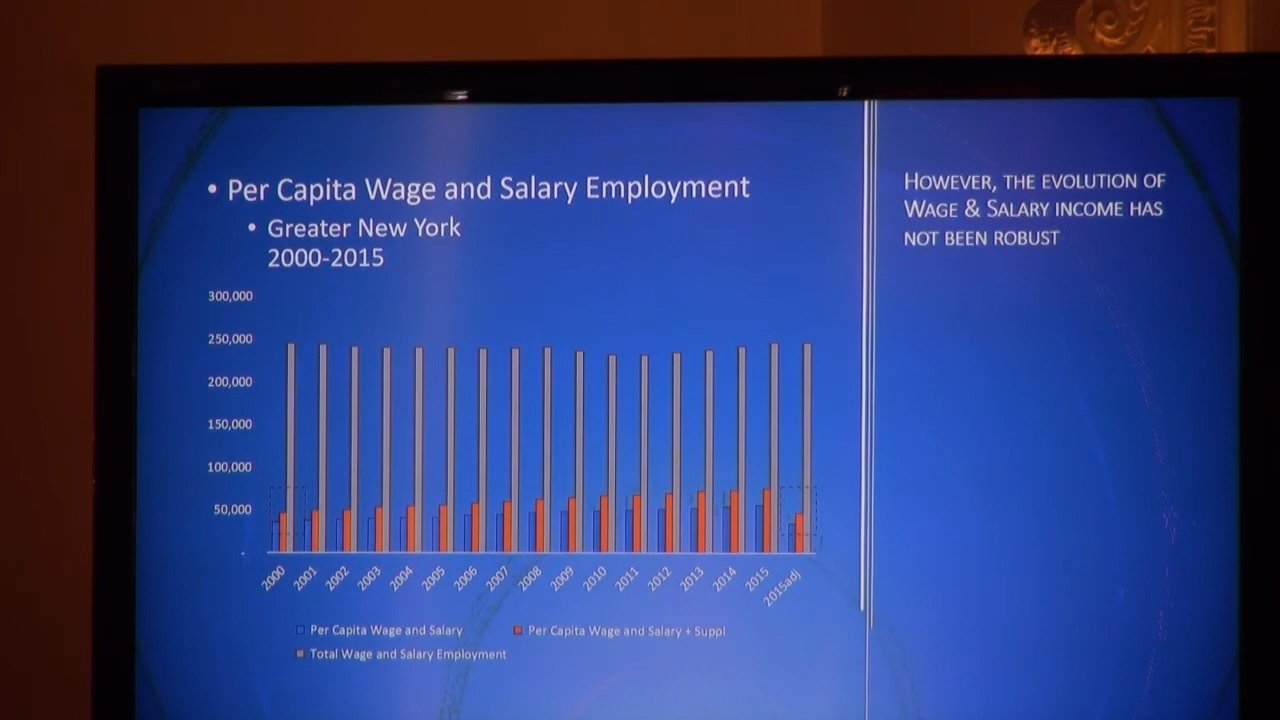 • Per Capita Wage and Salary Employment
• Greater New York
2000-2015
HOWEVER, THE EVOLUTION OF
WAGE & SALARY INCOME HAS
NOT BEEN ROBUST
300,000
250,000
200,000
150,000
100,000
50,000
-
2000 2001 2002 2003 2004 2005 2006 2007 2008 2009 2010 2011 2012 2013 2014 2015 2015adj
Per Capita Wage and Salary Per Capita Wage and Salary + Suppl
Total Wage and Salary Employment